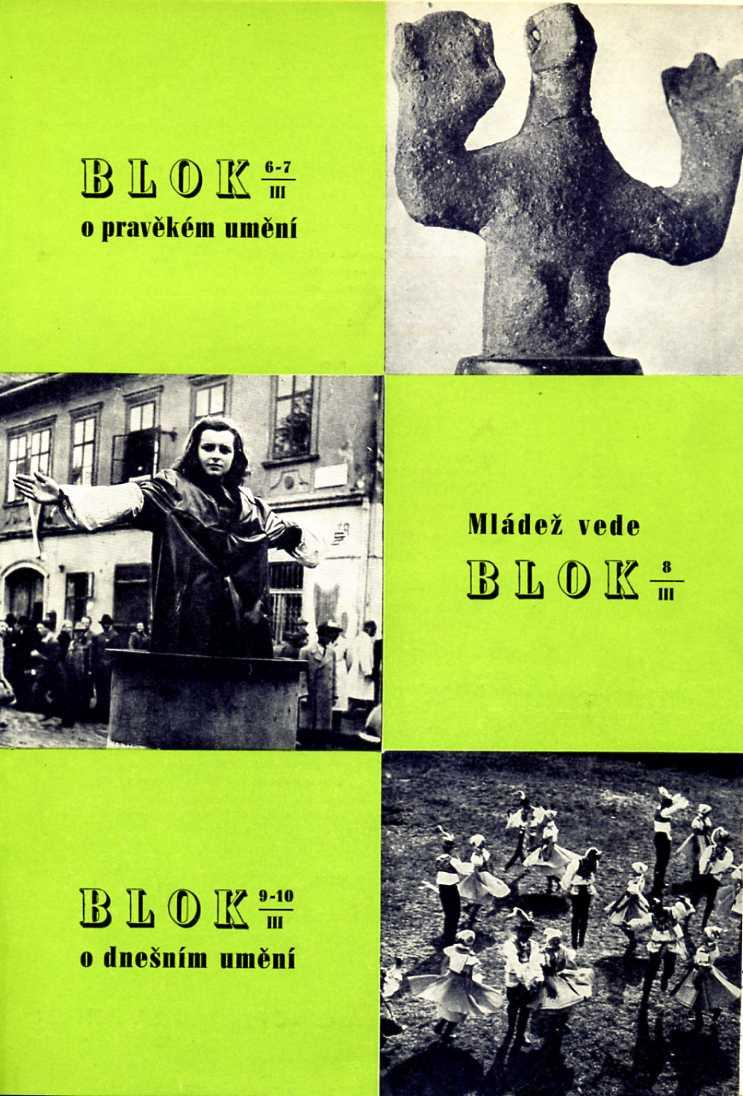 BLOK 6-7/III
o pravěkém umění
Mládež vede
BLOK 8/III
BLOK 9-10/III
o dnešním umění